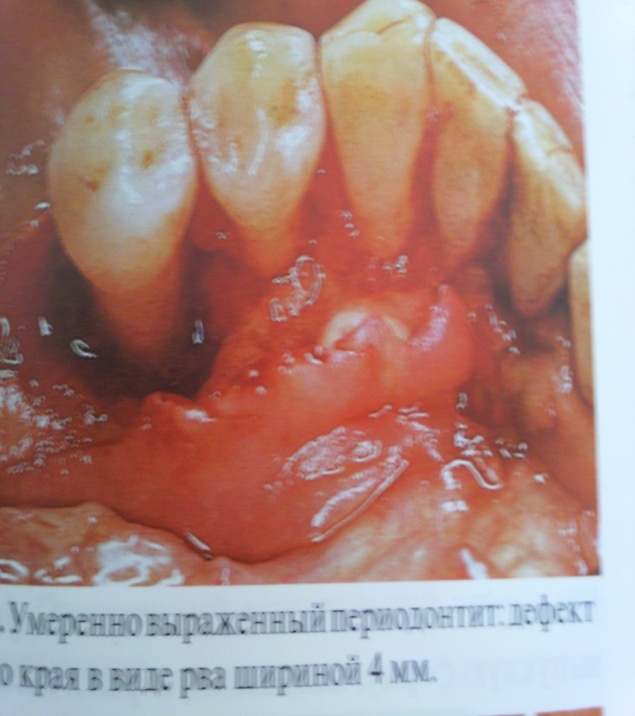 . Умеренно выраженный периодонтит: дефект
о края в виде рва шириной 4 мм.